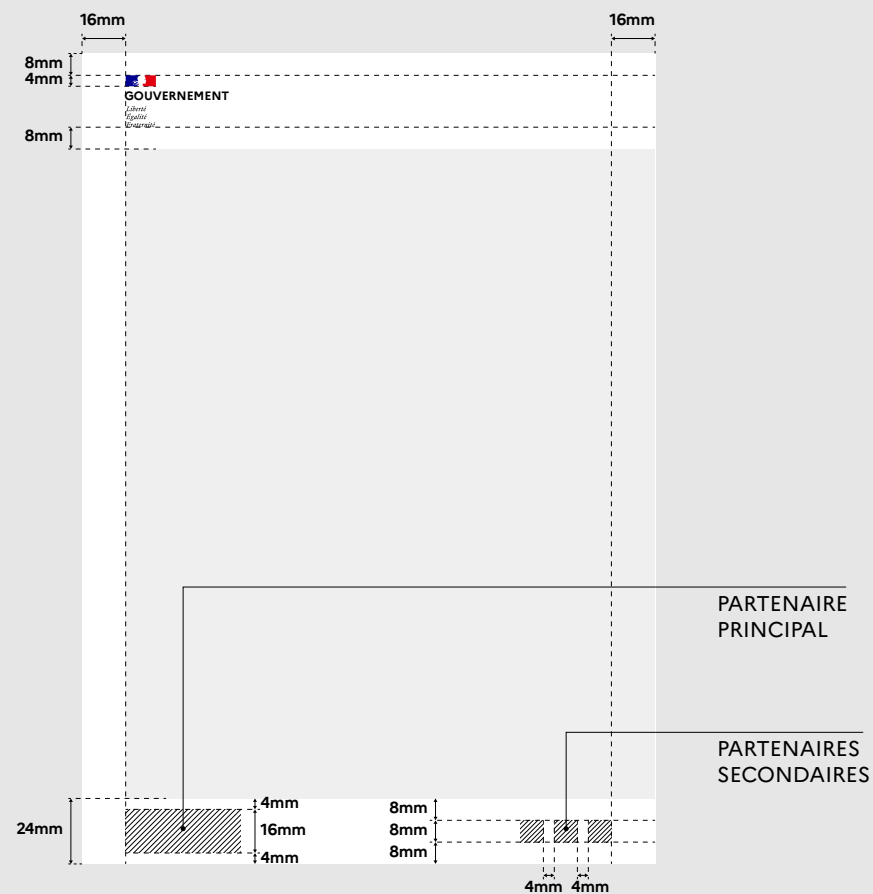 16mm
16mm
8mm
4mm
GOUVERNEMENT
Liberté
Égalité
Fraternité
8mm
PARTENAIRE
PRINCIPAL
PARTENAIRES
SECONDAIRES
4mm
8mm
24mm
16mm
8mm
4mm
8mm
4mm
4mm